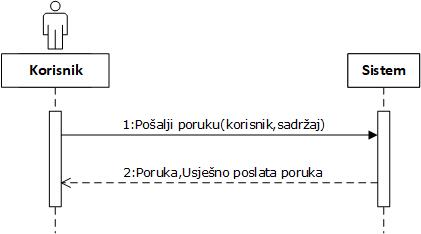 Korisnik
Sistem
1:Pošalji poruku(korisnik,sadržaj)
2:Poruka,Usješno poslata poruka